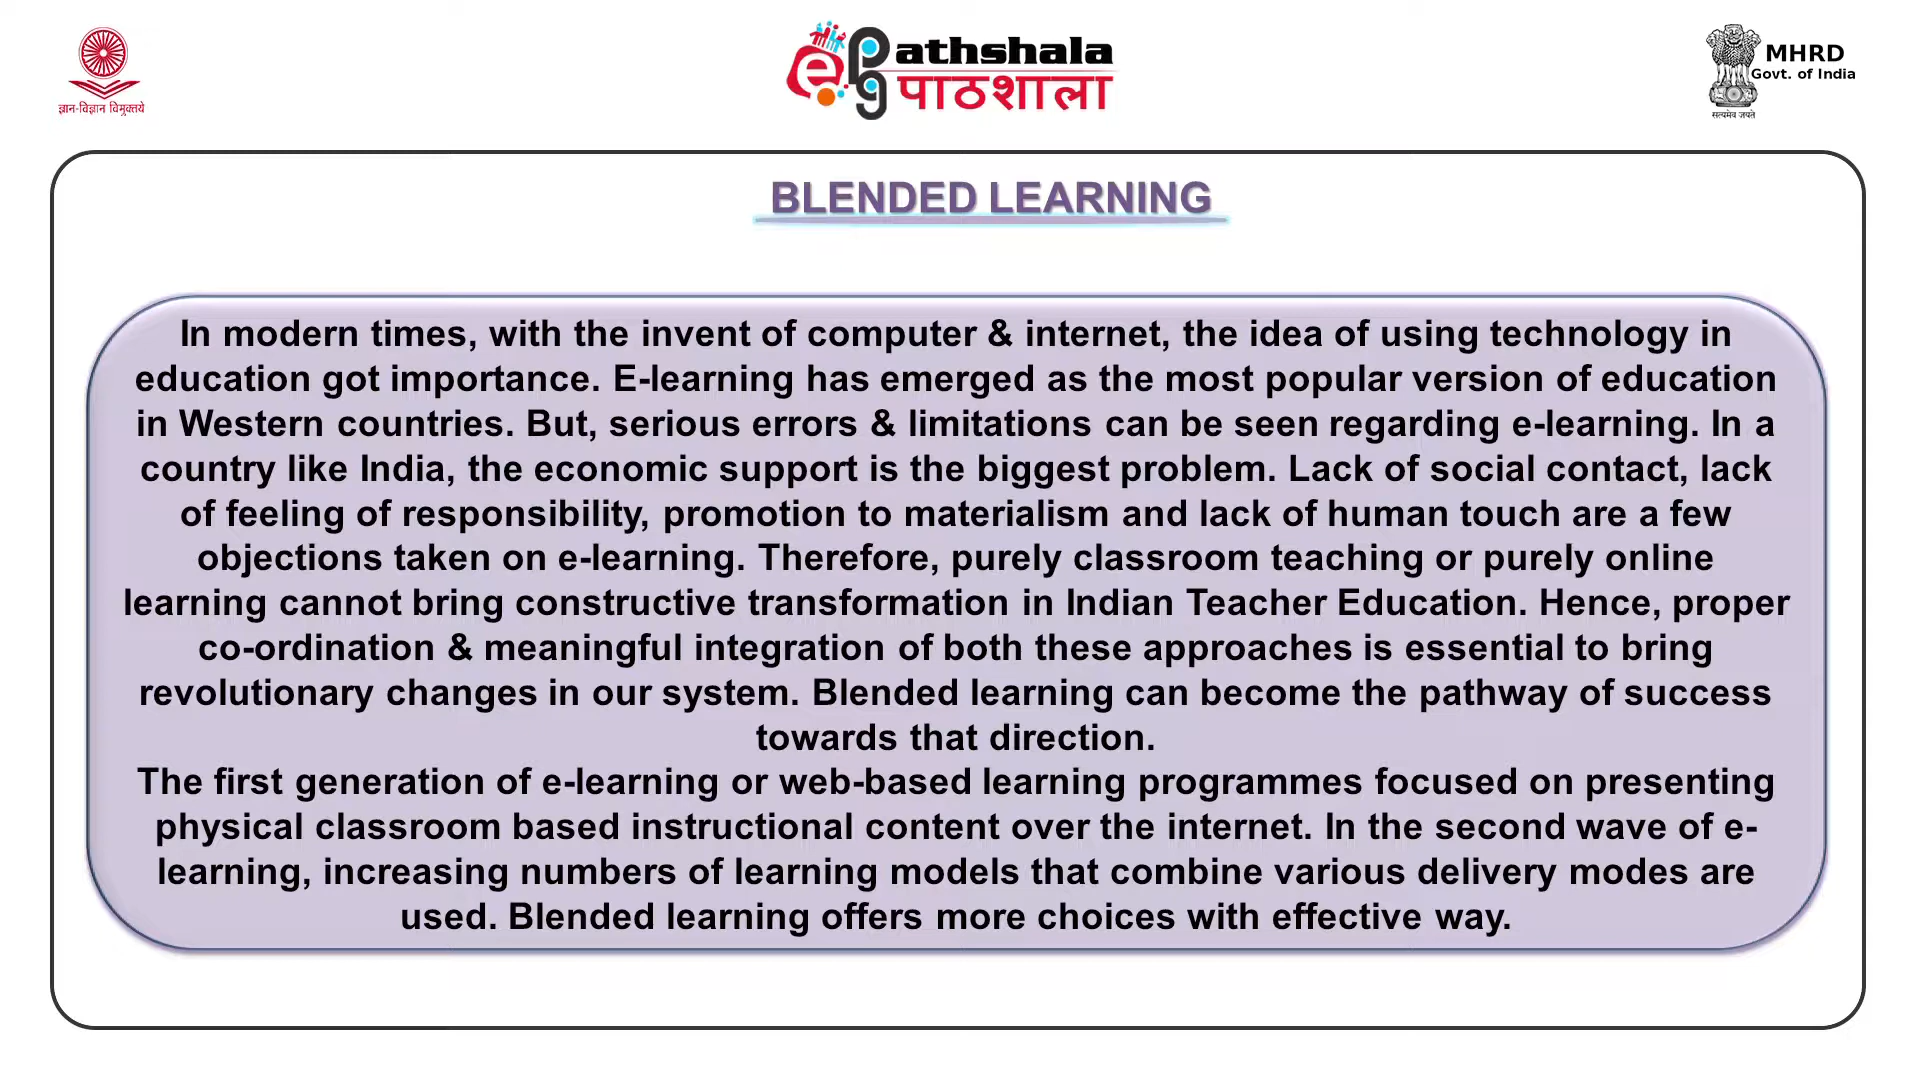 ज्ञान-विज्ञान विमुक्तये
e
pg
athshala
पाठशाला
MHRD
Govt. of India
सत्यमेव जयते
BLENDED LEARNING
In modern times, with the invent of computer & internet, the idea of using technology in
education got importance. E-learning has emerged as the most popular version of education
in Western countries. But, serious errors & limitations can be seen regarding e-learning. In a
country like India, the economic support is the biggest problem. Lack of social contact, lack
of feeling of responsibility, promotion to materialism and lack of human touch are a few
objections taken on e-learning. Therefore, purely classroom teaching or purely online
learning cannot bring constructive transformation in Indian Teacher Education. Hence, proper
co-ordination & meaningful integration of both these approaches is essential to bring
revolutionary changes in our system. Blended learning can become the pathway of success
towards that direction.
The first generation of e-learning or web-based learning programmes focused on presenting
physical classroom based instructional content over the internet. In the second wave of e-
learning, increasing numbers of learning models that combine various delivery modes are
used. Blended learning offers more choices with effective way.